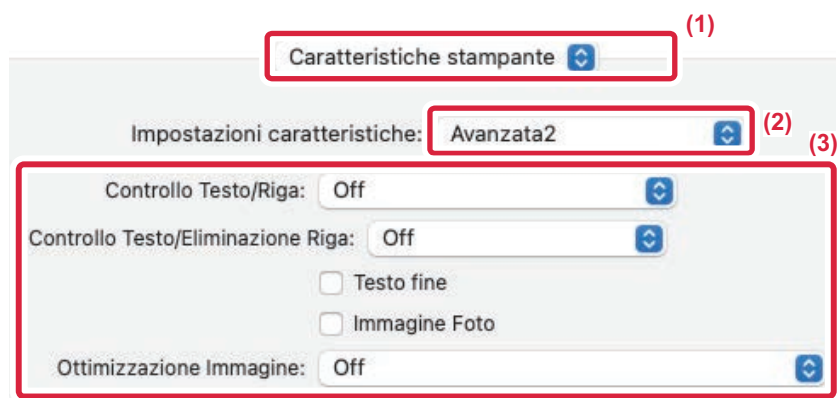 (1)
Caratteristiche stampante
Impostazioni caratteristiche: Avanzata2 (2)
(3)
Controllo Testo/Riga: Off
Controllo Testo/Eliminazione Riga: Off
Testo fine
Immagine Foto
Ottimizzazione Immagine: Off